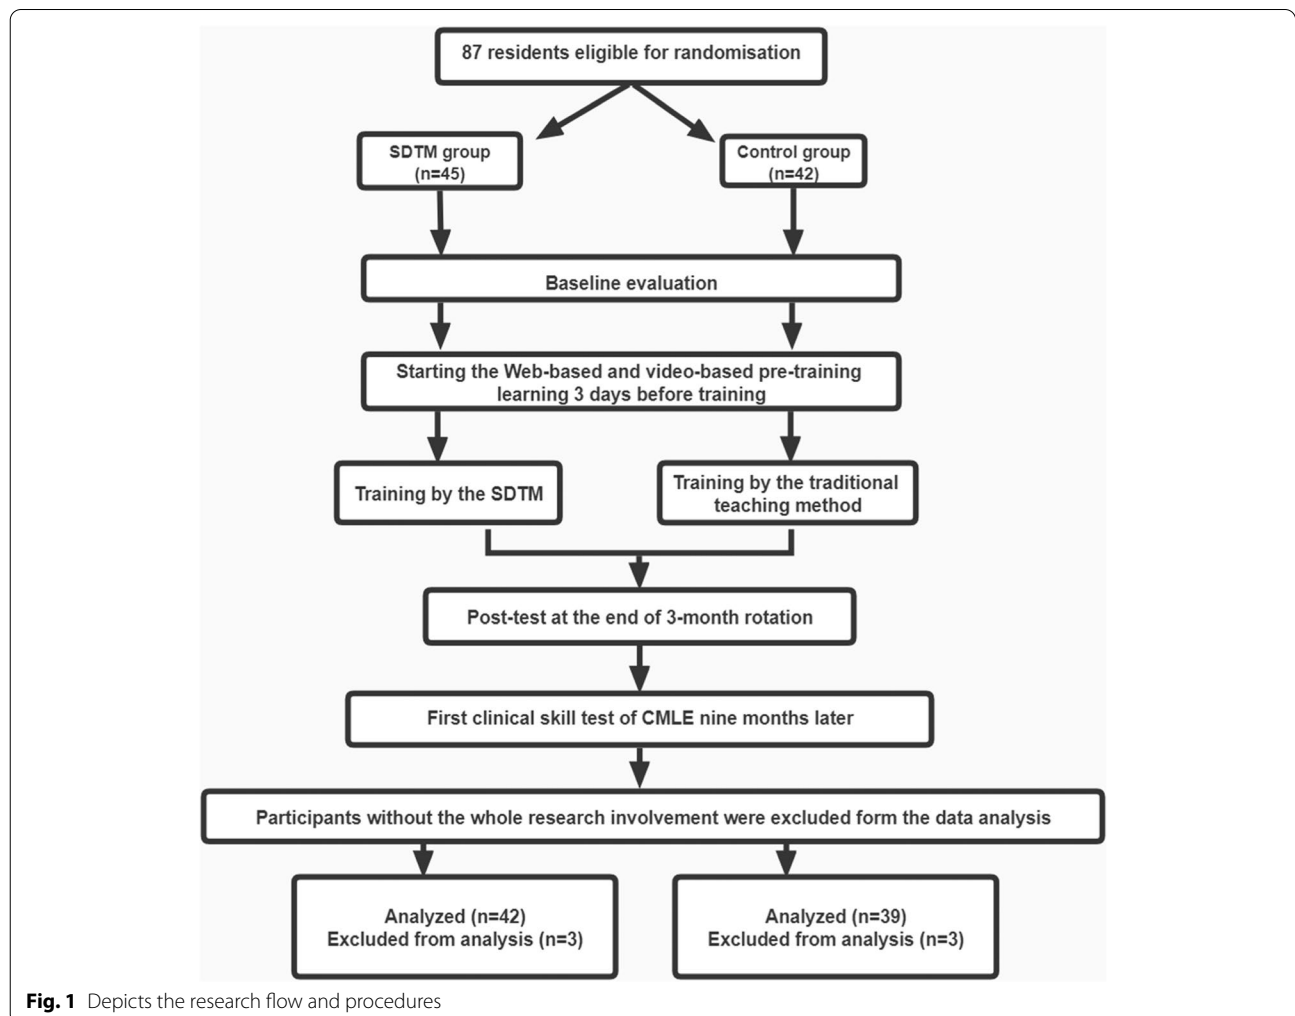 87 residents eligible for randomisation
SDTM group
(n=45)
Control group
(n=42)
Baseline evaluation
Starting the Web-based and video-based pre-training
learning 3 days before training
Training by the SDTM
Training by the traditional
teaching method
Post-test at the end of 3-month rotation
First clinical skill test of CMLE nine months later
Participants without the whole research involvement were excluded form the data analysis
Analyzed (n=42)
Excluded from analysis (n=3)
Analyzed (n=39)
Excluded from analysis (n=3)
Fig. 1 Depicts the research flow and procedures